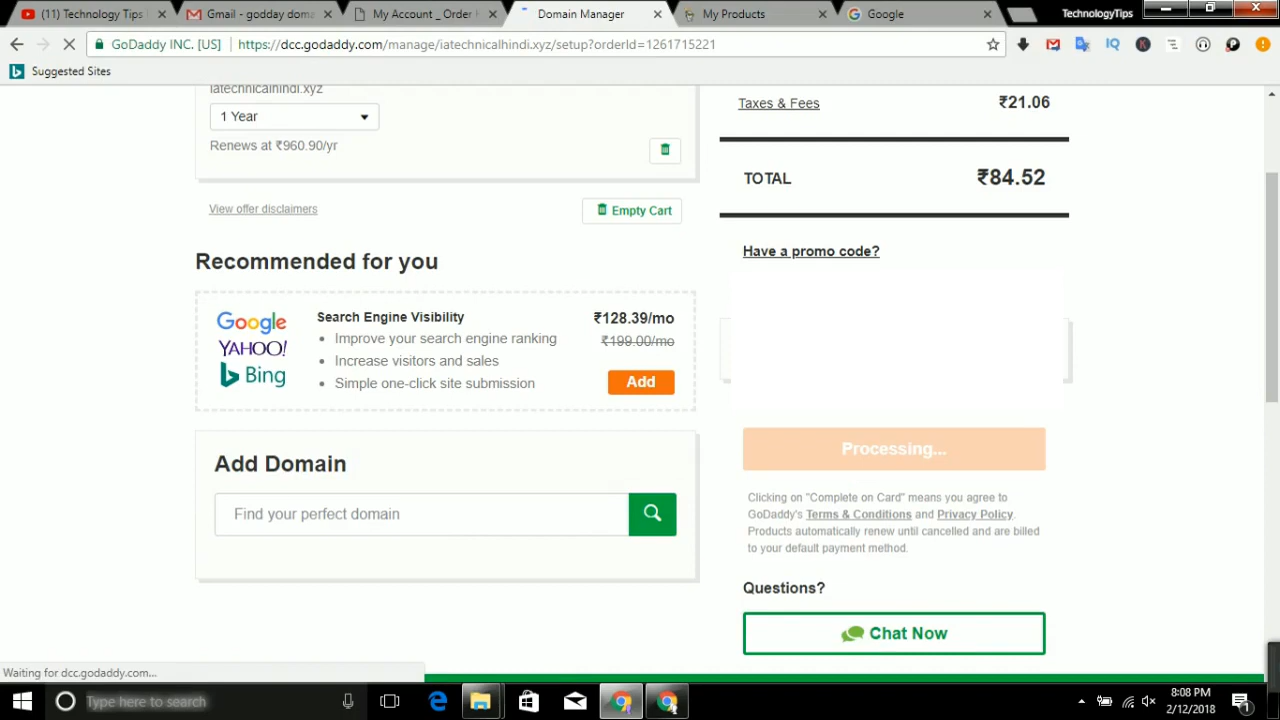 (11) Technology Tips
Gmail - godday dom
My Account Order
Domain Manager
My Products
Google
TechnologyTips
GoDaddy INC. [US]
https://dcc.godaddy.com/manage/iatechnicalhindi.xyz/setup?orderId=1261715221
Suggested Sites
iatechnicalhindi.xyz
1 Year
Renews at ₹960.90/yr
View offer disclaimers
Empty Cart
Recommended for you
Google
YAHOO!
Bing
Search Engine Visibility
Improve your search engine ranking
Increase visitors and sales
Simple one-click site submission
₹128.39/mo
₹199.00/mo
Add
Add Domain
Find your perfect domain
Taxes & Fees
₹21.06
TOTAL
₹84.52
Have a promo code?
Processing...
Clicking on "Complete on Card" means you agree to
GoDaddy's Terms & Conditions and Privacy Policy.
Products automatically renew until cancelled and are billed
to your default payment method.
Questions?
Chat Now
Waiting for dcc.godaddy.com...
Type here to search
8:08 PM
2/12/2018
1